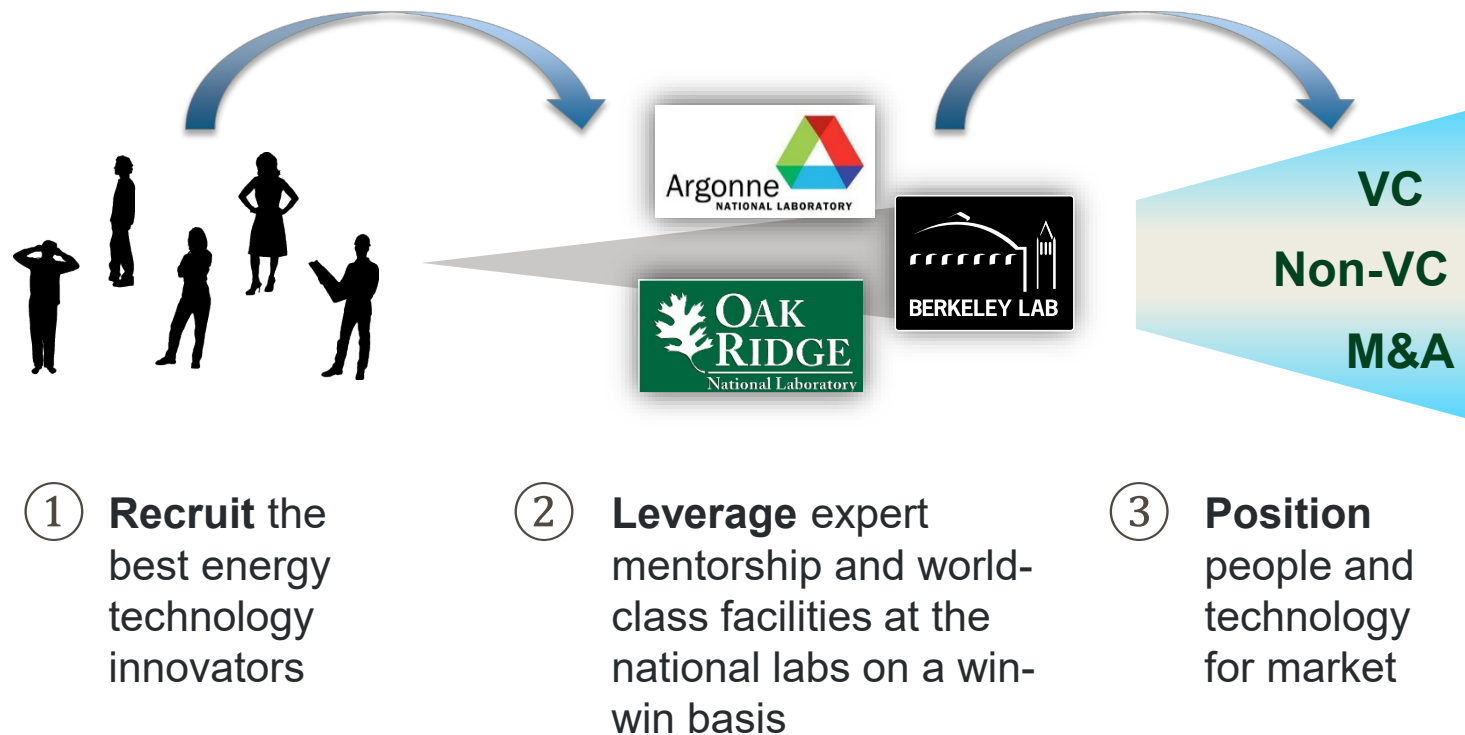 Argonne
NATIONAL LABORATORY
VC
Non-VC
M&A
BERKELEY LAB
OAK
RIDGE
National Laboratory
1 Recruit the
best energy
technology
innovators
2 Leverage expert
mentorship and world-
class facilities at the
national labs on a win-
win basis
3 Position
people and
technology
for market